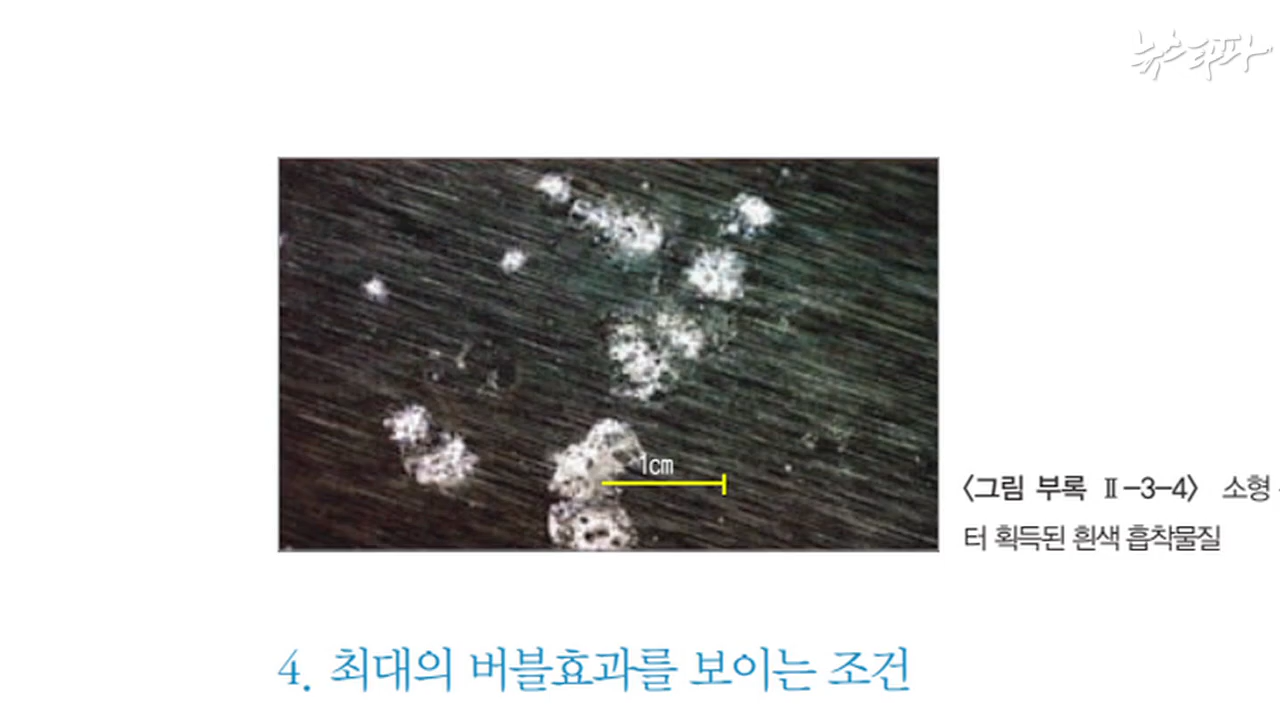 뉴스타파
1cm
〈그림 부록 Ⅱ-3-4〉 소형
터 획득된 흰색 흡착물질
4. 최대의 버블효과를 보이는 조건